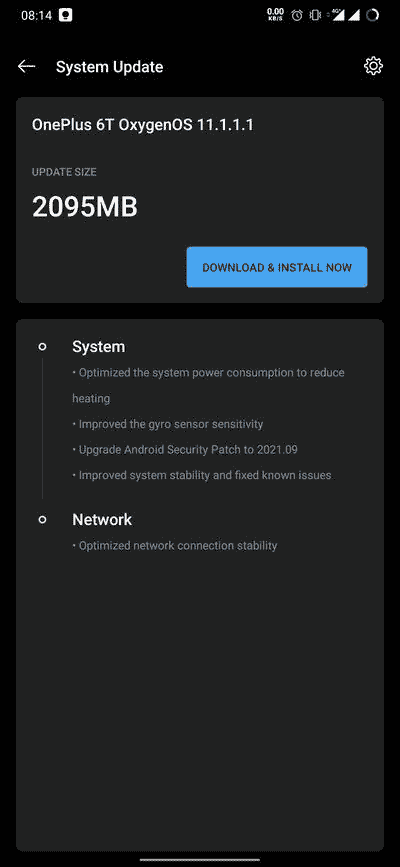 08:14
0.00
KB/S
4G+
System Update
OnePlus 6T OxygenOS 11.1.1.1
UPDATE SIZE
2095MB
DOWNLOAD & INSTALL NOW
System
• Optimized the system power consumption to reduce
heating
• Improved the gyro sensor sensitivity
• Upgrade Android Security Patch to 2021.09
• Improved system stability and fixed known issues
Network
• Optimized network connection stability